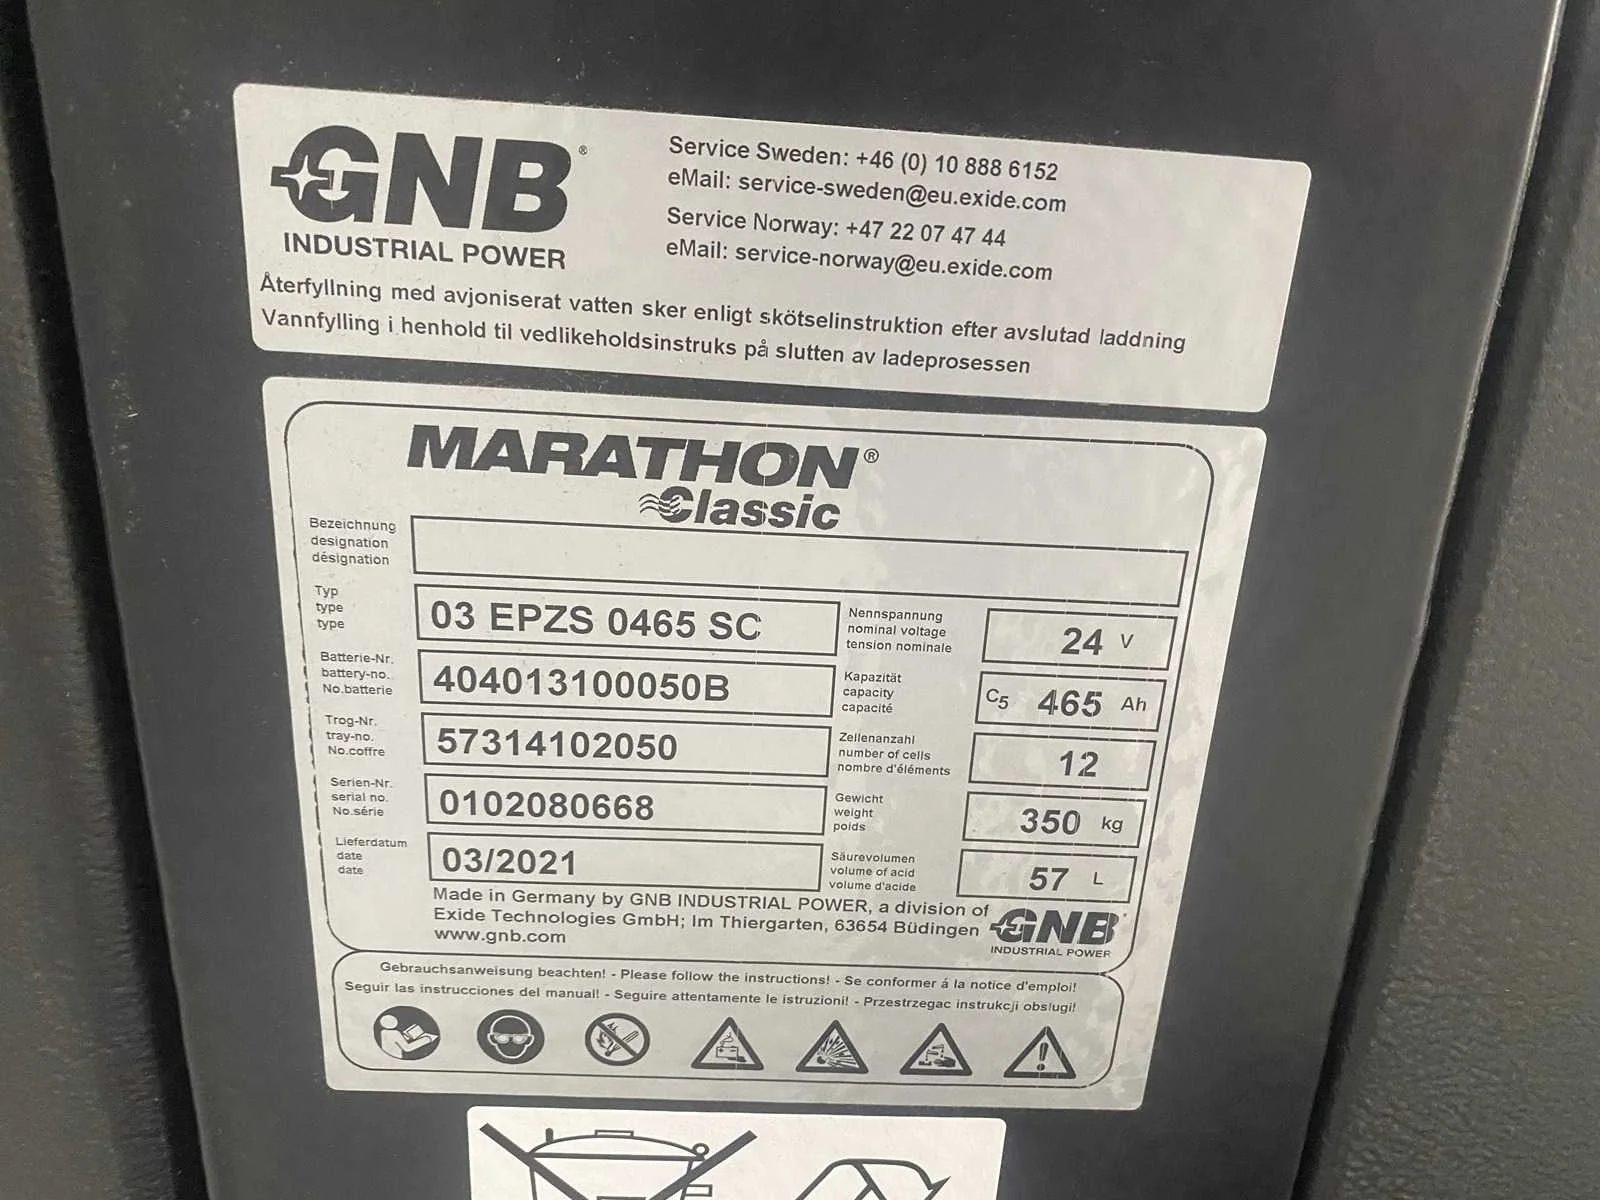 GNB®
INDUSTRIAL POWER
Service Sweden: +46 (0) 10 888 6152
eMail: service-sweden@eu.exide.com
Service Norway: +47 22 07 47 44
eMail: service-norway@eu.exide.com
Återfyllning med avjoniserat vatten sker enligt skötselinstruktion efter avslutad laddning
Vannfylling i henhold til vedlikeholdsinstruks på slutten av ladeprosessen
MARATHON®
Classic
Bezeichnung
designation
désignation
Typ
type
type
03 EPZS 0465 SC
Nennspannung
nominal voltage
tension nominale
24 V
Batterie-Nr.
battery-no.
No.batterie
404013100050B
Kapazität
capacity
capacité
C5 465 Ah
Trog-Nr.
tray-no.
No.coffre
57314102050
Zellenanzahl
number of cells
nombre d'éléments
12
Serien-Nr.
serial no.
No.série
0102080668
Gewicht
weight
poids
350 kg
Lieferdatum
date
date
03/2021
Säurevolumen
volume of acid
volume d'acide
57 L
Made in Germany by GNB INDUSTRIAL POWER, a division of
Exide Technologies GmbH; Im Thiergarten, 63654 Büdingen
www.gnb.com
GNB
INDUSTRIAL POWER
Gebrauchsanweisung beachten! - Please follow the instructions! - Se conformer á la notice d'emploi!
Seguir las instrucciones del manual! - Seguire attentamente le istruzioni! - Przestrzegac instrukcji obslugi!